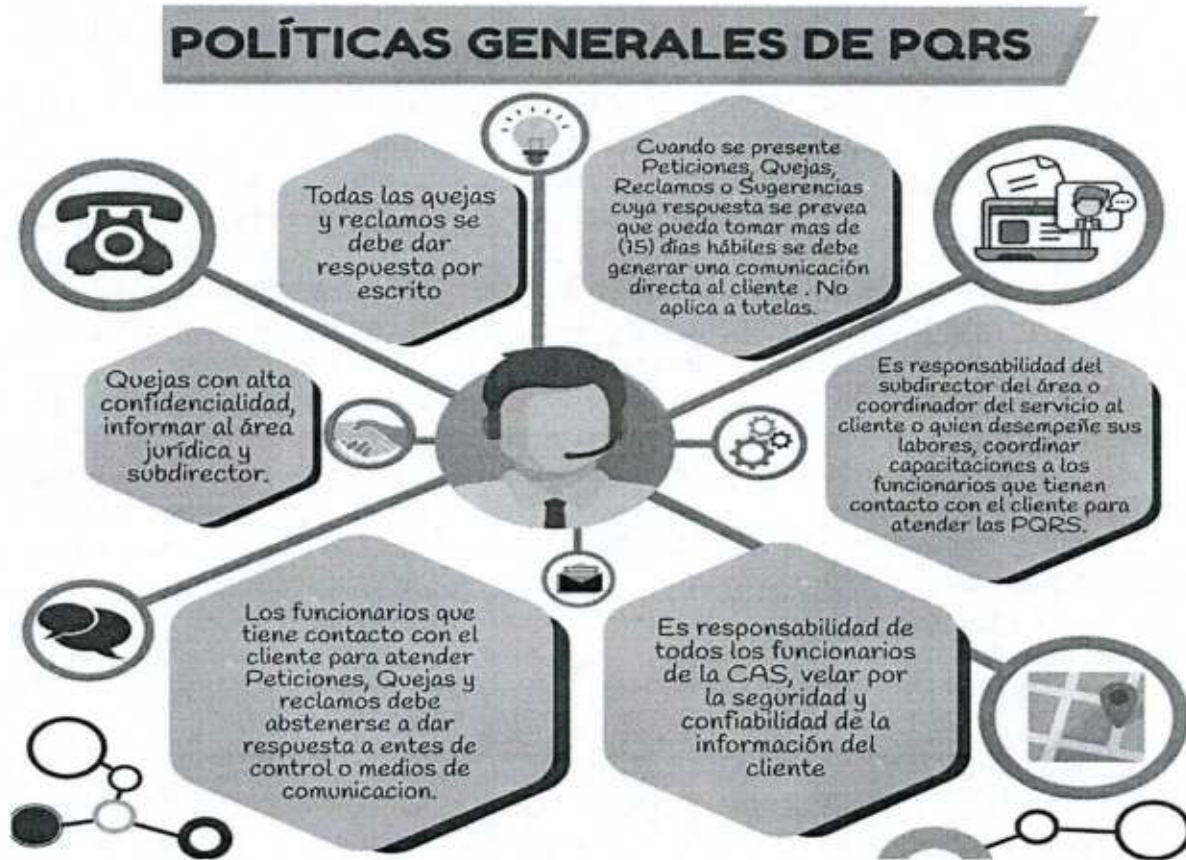 POLÍTICAS GENERALES DE PQRS
Todas las quejas
y reclamos se
debe dar
respuesta por
escrito
Cuando se presente
Peticiones, Quejas,
Reclamos o Sugerencias
cuya respuesta se prevea
que pueda tomar mas de
(15) días hábiles se debe
generar una comunicación
directa al cliente . No
aplica a tutelas.
Quejas con alta
confidencialidad,
informar al área
jurídica y
subdirector.
Es responsabilidad del
subdirector del área o
coordinador del servicio al
cliente o quien desempeñe sus
labores, coordinar
capacitaciones a los
funcionarios que tienen
contacto con el cliente para
atender las PQRS.
Los funcionarios que
tiene contacto con el
cliente para atender
Peticiones, Quejas y
reclamos debe
abstenerse a dar
respuesta a entes de
control o medios de
comunicacion.
Es responsabilidad de
todos los funcionarios
de la CAS, velar por
la seguridad y
confiabilidad de la
información del
cliente